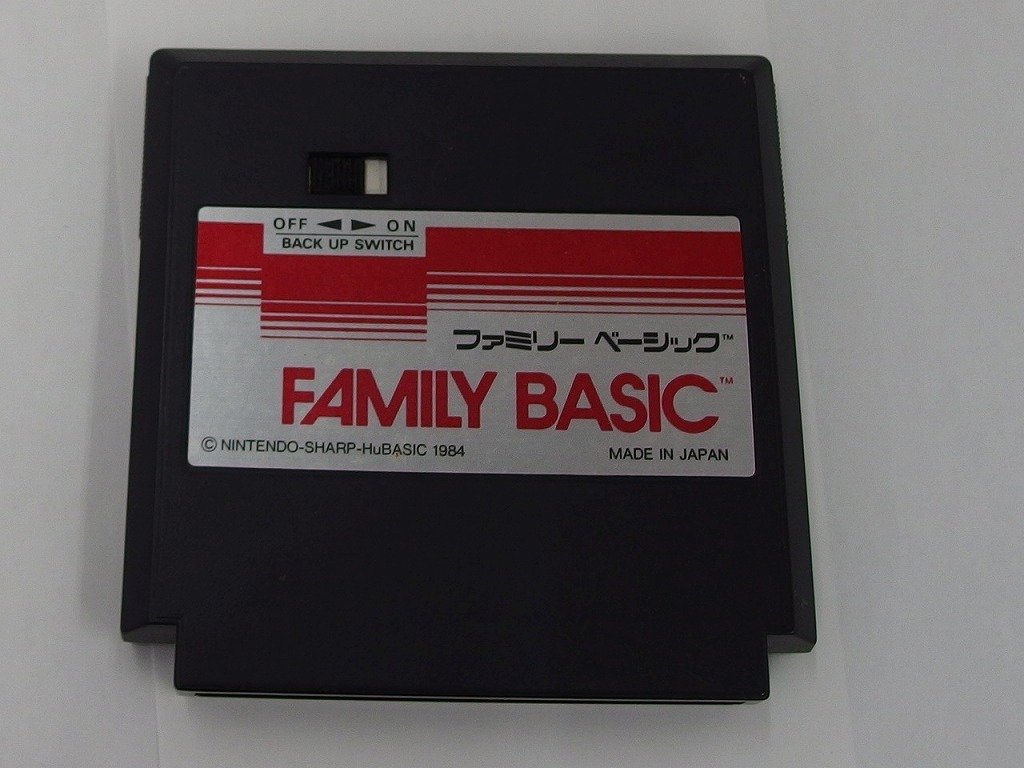 OFF ◀ ▶ ON
BACK UP SWITCH
ファミリー ベーシック™
FAMILY BASIC™
© NINTENDO-SHARP-HuBASIC 1984
MADE IN JAPAN